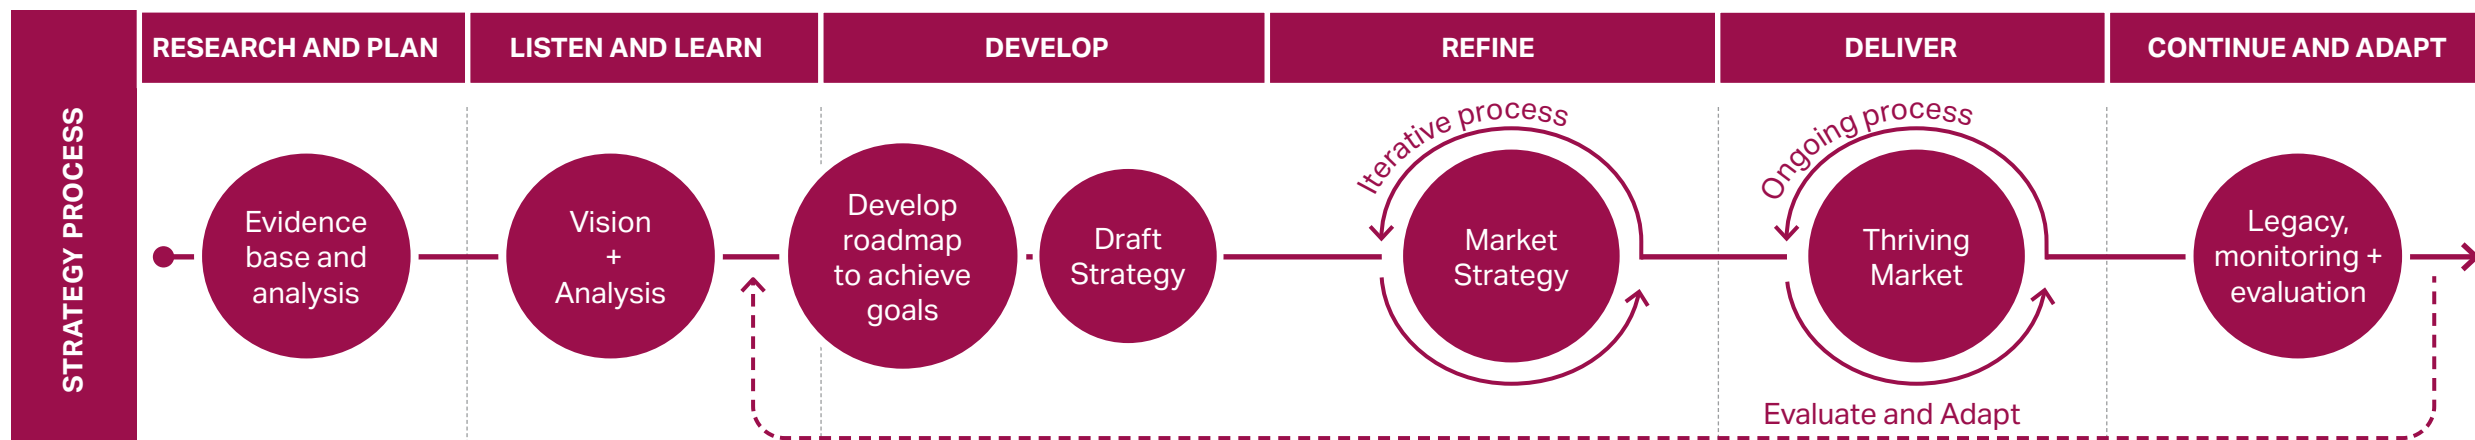 STRATEGY PROCESS
RESEARCH AND PLAN
LISTEN AND LEARN
DEVELOP
REFINE
DELIVER
CONTINUE AND ADAPT
Evidence
base and
analysis
Vision
+
Analysis
Develop
roadmap
to achieve
goals
Draft
Strategy
Iterative process
Market
Strategy
Ongoing process
Thriving
Market
Legacy,
monitoring +
evaluation
Evaluate and Adapt